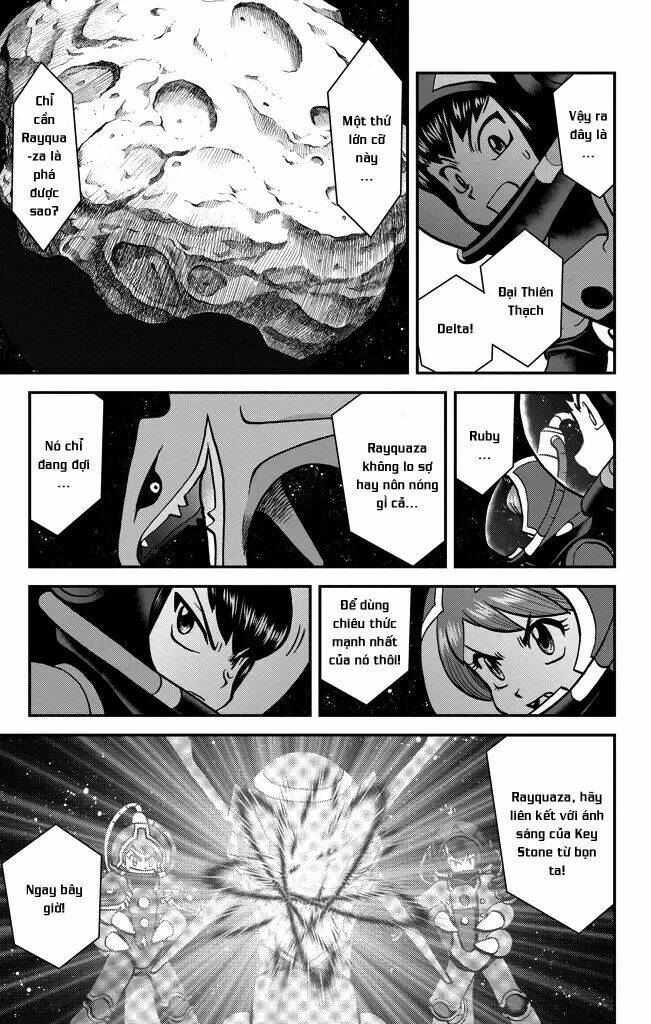 Vậy ra
đây là
...
Đại Thiên
Thạch
Delta!
Một thứ
lớn cỡ
này
...
Chỉ
cần
Rayqua
-za là
phá
được
sao?
Ruby
...
Rayquaza
không lo sợ
hay nôn nóng
gì cả...
Nó chỉ
đang đợi
...
Để dùng
chiêu thức
mạnh nhất
của nó thôi!
Rayquaza, hãy
liên kết với ánh
sáng của Key
Stone từ bọn
ta!
Ngay bây
giờ!